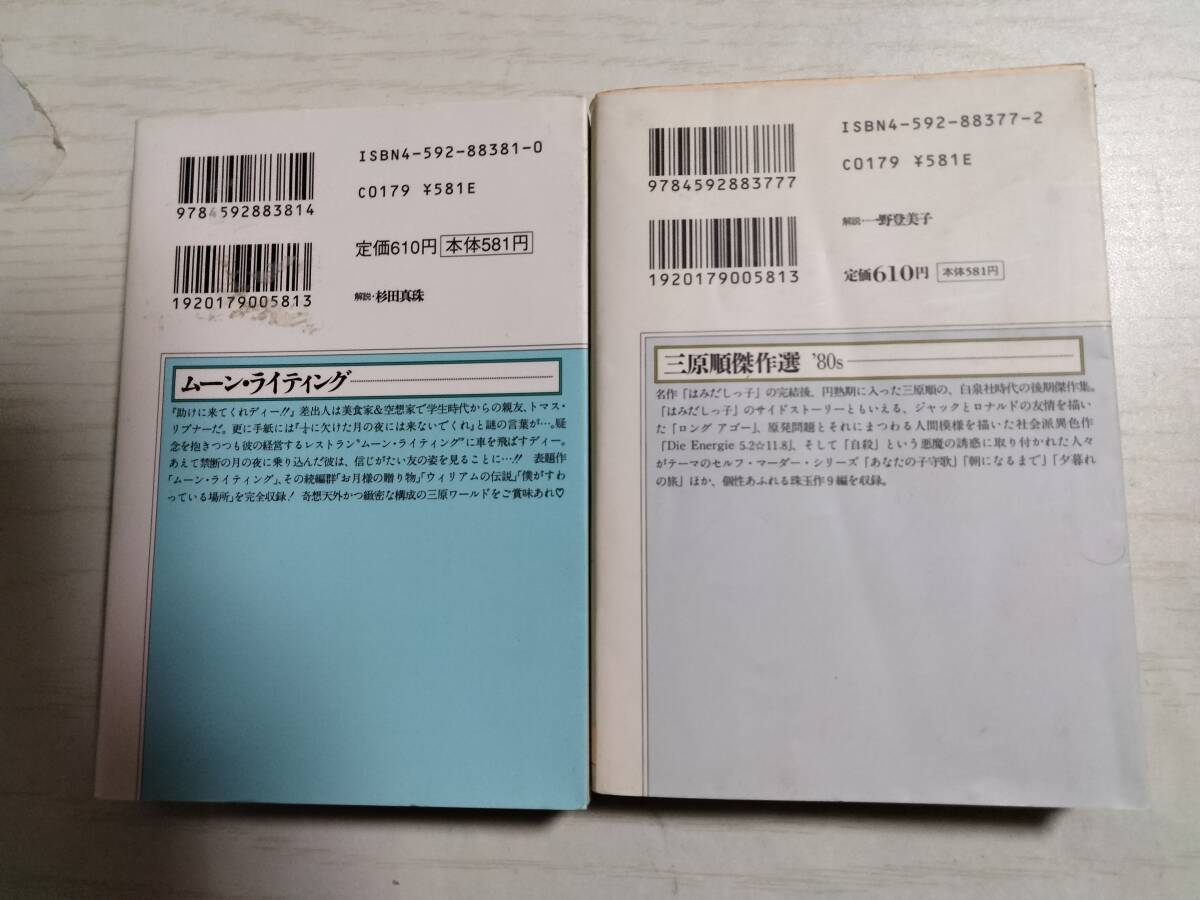 ISBN4-592-88381-0
C0179 ¥581E
9784592883814
定価610円 本体581円
1920179005813
解説・杉田真珠
ムーン・ライティング
『助けに来てくれディー!!』差出人は美食家&空想家で学生時代からの親友、トマス・
リブナーだ。更に手紙には『¼に欠けた月の夜には来ないでくれ』と謎の言葉が…。疑
念を抱きつつも彼の経営するレストラン"ムーン・ライティング"に車を飛ばすディー。
あえて禁断の月の夜に乗り込んだ彼は、信じがたい友の姿を見ることに…!! 表題作
「ムーン・ライティング」、その続編群「お月様の贈り物」「ウィリアムの伝説」「僕がすわ
っている場所」を完全収録! 奇想天外かつ緻密な構成の三原ワールドをご賞味あれ♡
ISBN4-592-88377-2
C0179 ¥581E
9784592883777
解説・一野登美子
1920179005813
定価610円 本体581円
三原順傑作選 '80s
名作「はみだしっ子」の完結後、円熟期に入った三原順の、白泉社時代の後期傑作集。
「はみだしっ子」のサイドストーリーともいえる、ジャックとロナルドの友情を描い
た「ロング アゴー」、原発問題とそれにまつわる人間模様を描いた社会派異色作
「Die Energie 5.2☆11.8」、そして「自殺」という悪魔の誘惑に取り付かれた人々
がテーマのセルフ・マーダー・シリーズ「あなたの子守歌」「朝になるまで」「夕暮れ
の旅」ほか、個性あふれる珠玉作9編を収録。